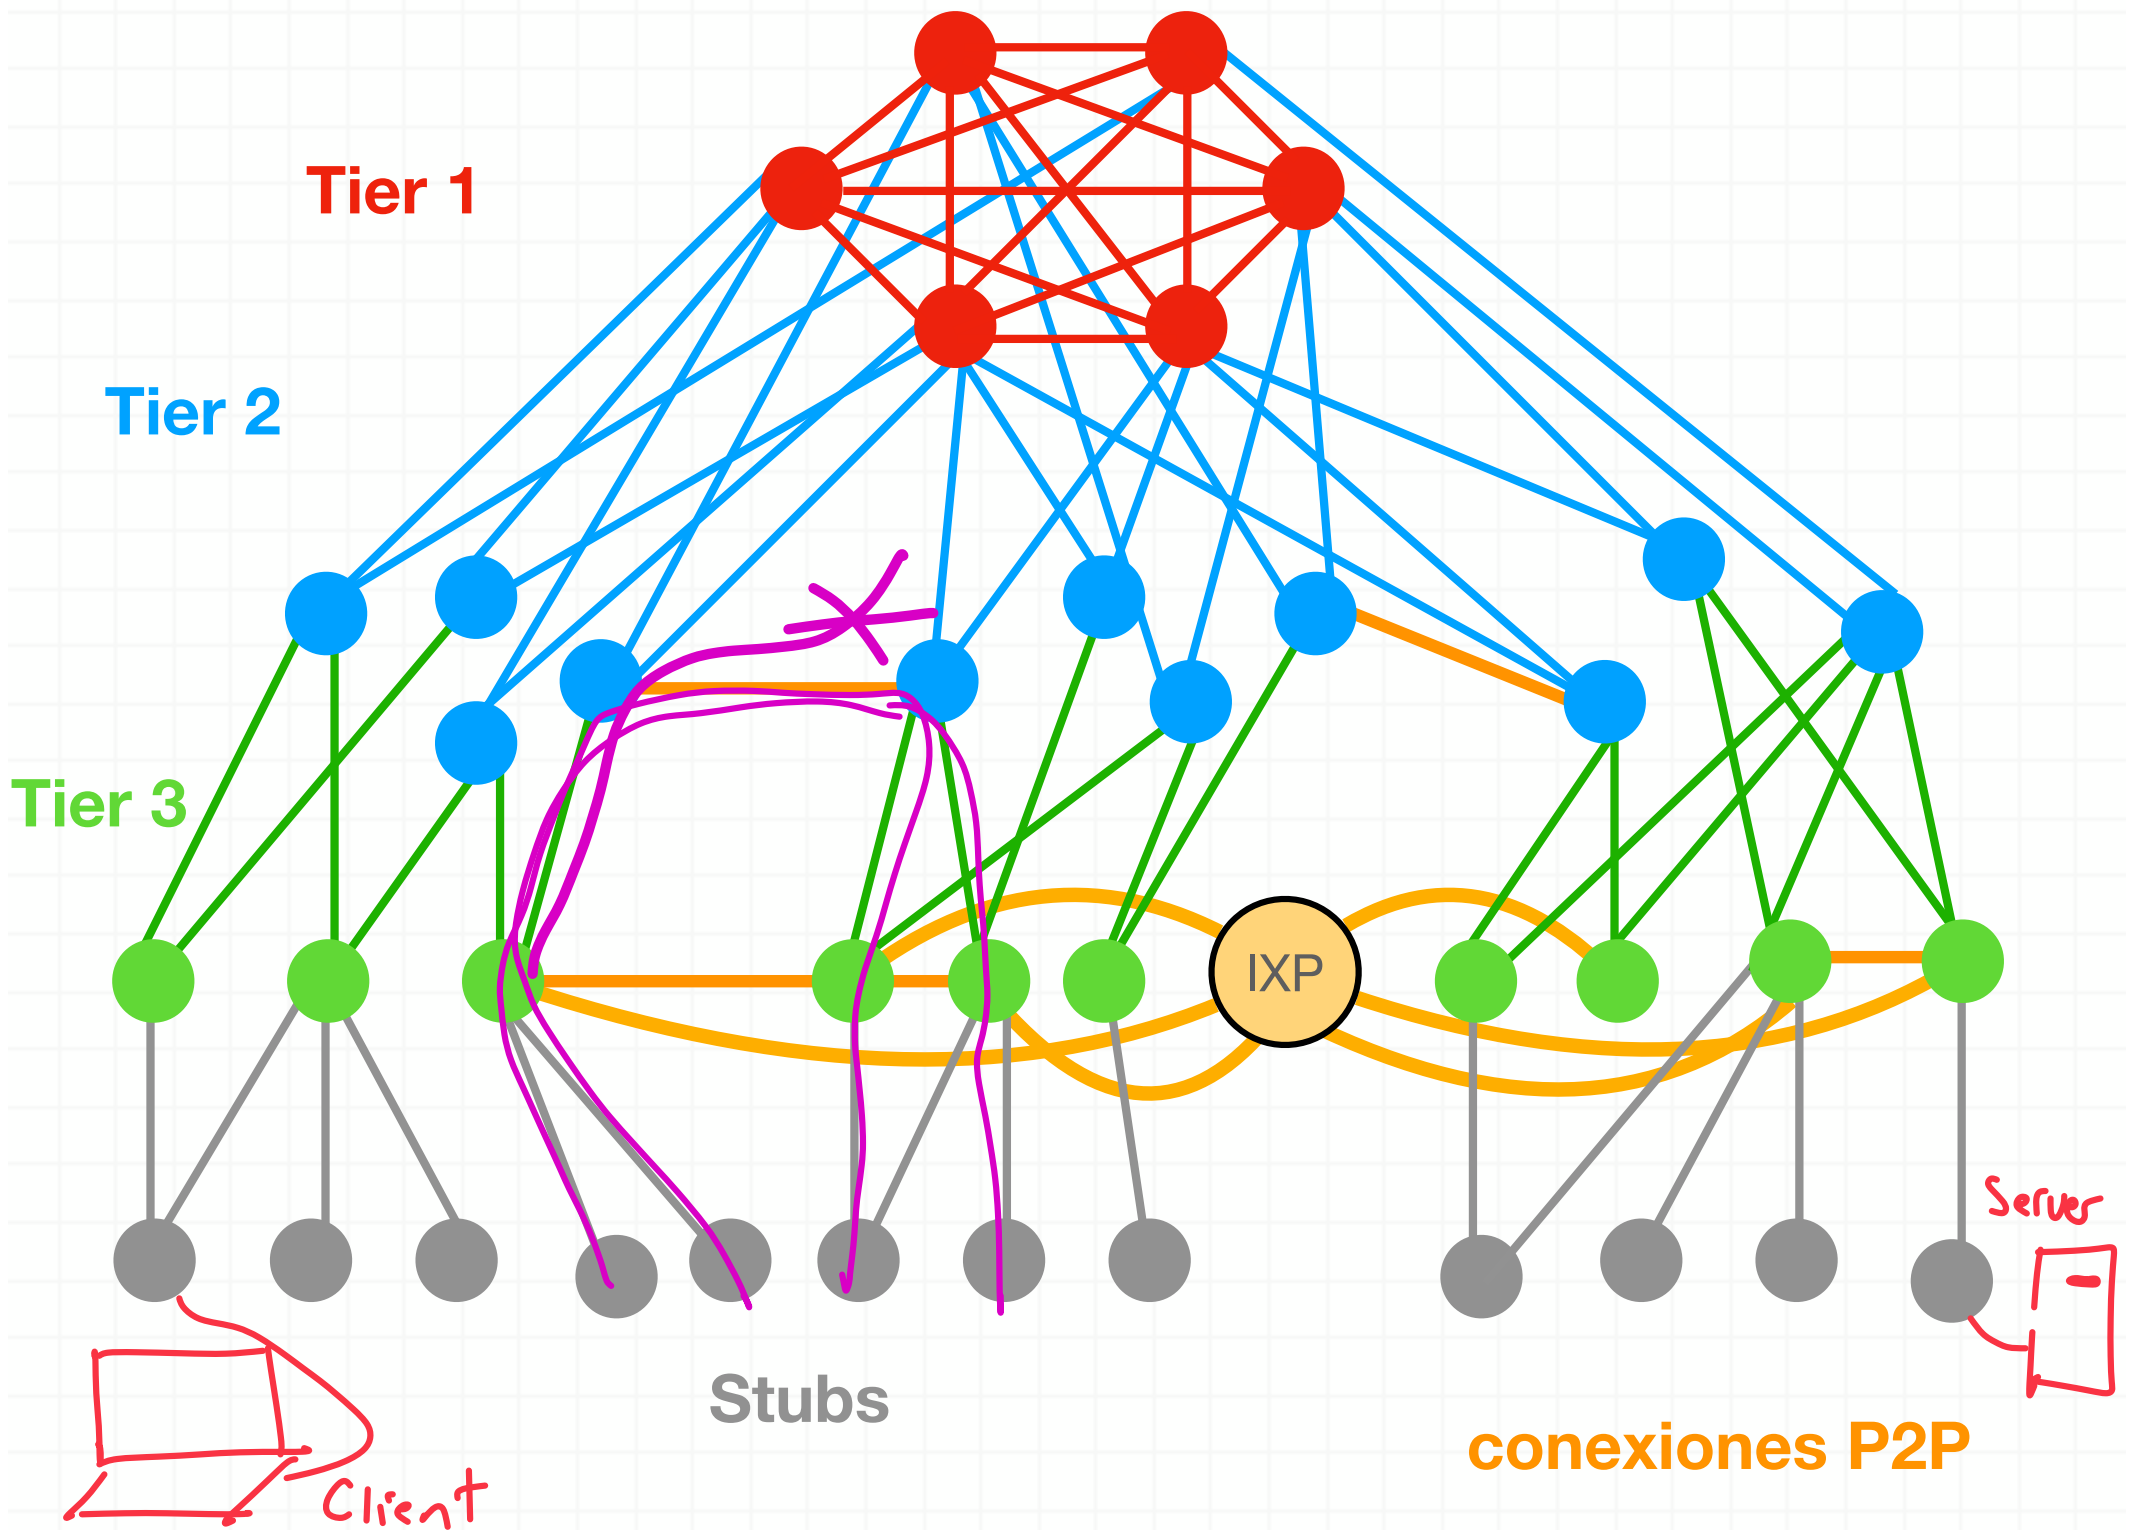 Tier 1
Tier 2
Tier 3
IXP
Server
Stubs
conexiones P2P
Client